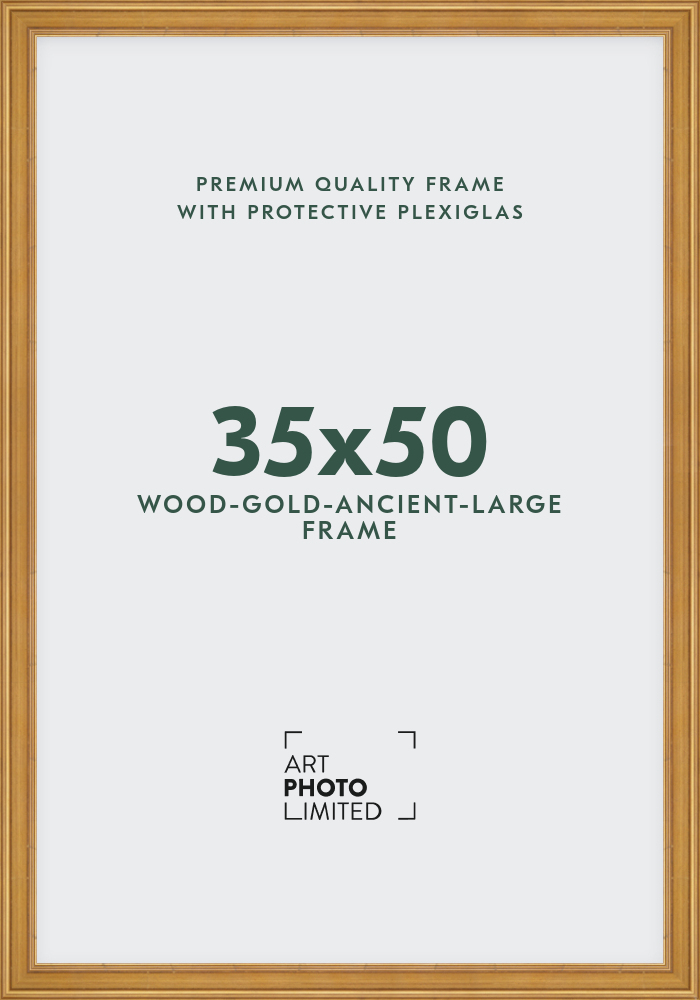 PREMIUM QUALITY FRAME
WITH PROTECTIVE PLEXIGLAS
35x50
WOOD-GOLD-ANCIENT-LARGE
FRAME
ART
PHOTO
LIMITED